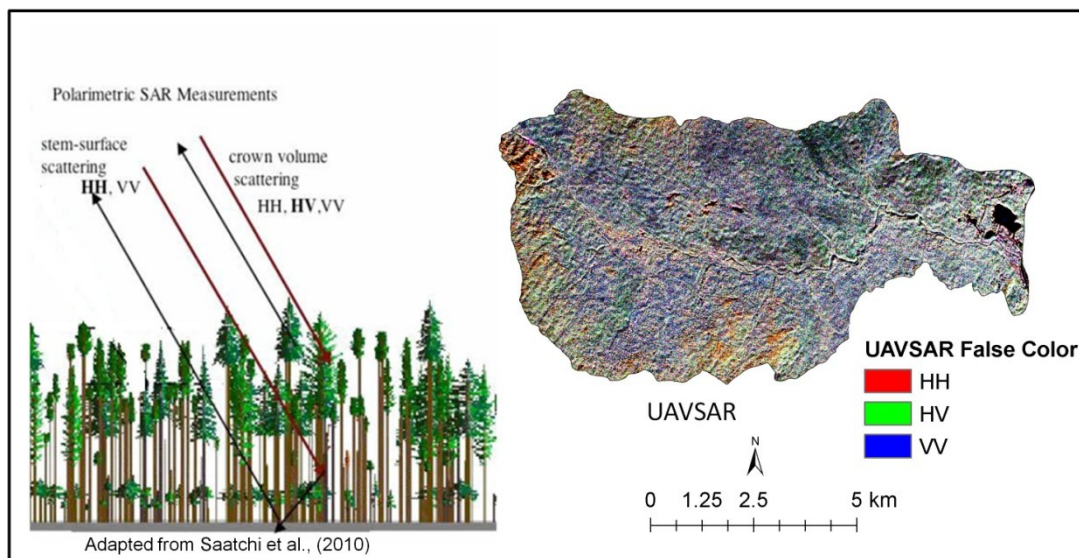 Polarimetric SAR Measurements
stem-surface
scattering
HH, VV
crown volume
scattering
HH, HV,VV
Adapted from Saatchi et al., (2010)
UAVSAR
N
0 1.25 2.5 5 km
UAVSAR False Color
HH
HV
VV